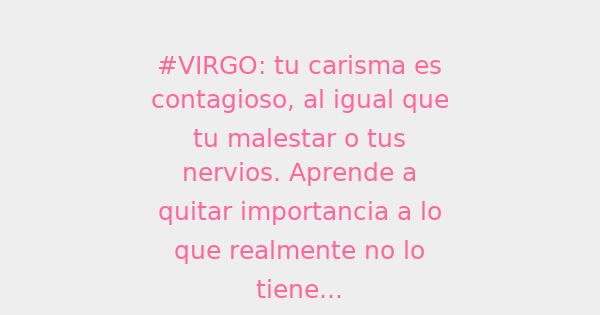 #VIRGO: tu carisma es
contagioso, al igual que
tu malestar o tus
nervios. Aprende a
quitar importancia a lo
que realmente no lo
tiene...